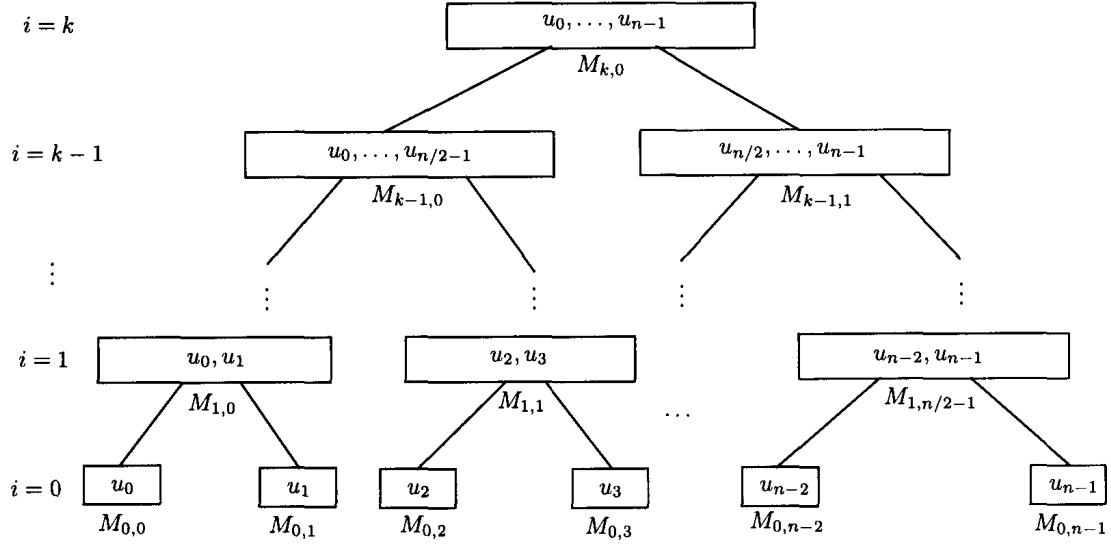 i = k
u_0, . . . , u_{n−1}
M_{k,0}
i = k − 1
u_0, . . . , u_{n/2−1}
u_{n/2}, . . . , u_{n−1}
M_{k−1,0}
M_{k−1,1}
⋮
⋮ ⋮ ⋮ ⋮
i = 1
u_0, u_1
u_2, u_3
u_{n−2}, u_{n−1}
M_{1,0}
M_{1,1}
. . .
M_{1,n/2−1}
i = 0
u_0
u_1
u_2
u_3
u_{n−2}
u_{n−1}
M_{0,0}
M_{0,1}
M_{0,2}
M_{0,3}
M_{0,n−2}
M_{0,n−1}